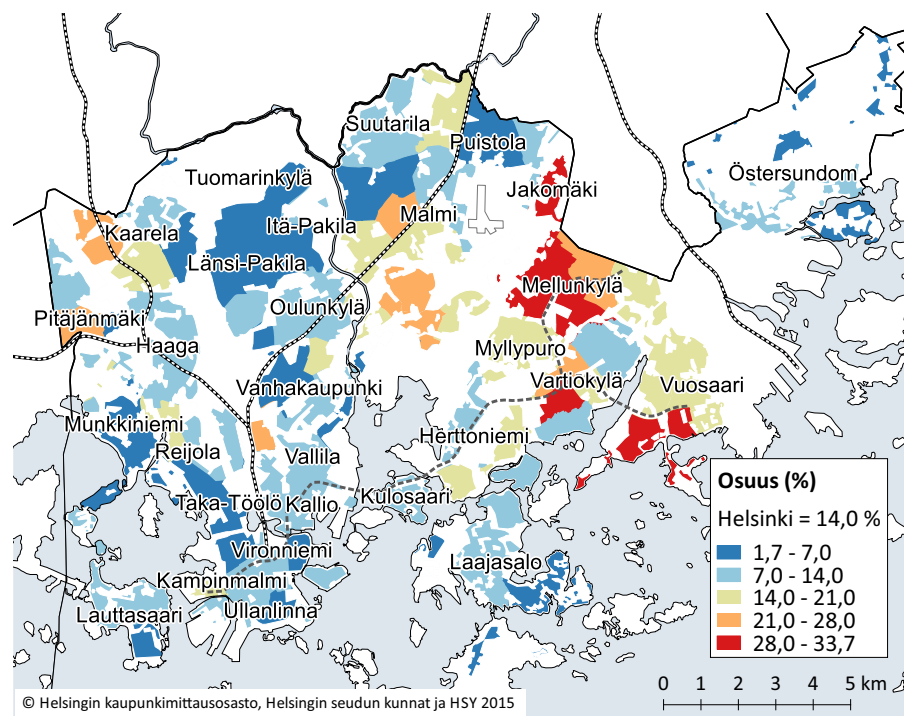 Suutarila
Puistola
Östersundom
Tuomarinkylä
Jakomäki
Malmi
Itä-Pakila
Kaarela
Länsi-Pakila
Mellunkylä
Oulunkylä
Pitäjänmäki
Haaga
Myllypuro
Vanhakaupunki
Vartiokylä
Vuosaari
Munkkiniemi
Herttoniemi
Reijola
Vallila
Kulosaari
Taka-Töölö
Kallio
Vironniemi
Laajasalo
Kampinmalmi
Lauttasaari
Ullanlinna
Osuus (%)
Helsinki = 14,0 %
1,7 - 7,0
7,0 - 14,0
14,0 - 21,0
21,0 - 28,0
28,0 - 33,7
0 1 2 3 4 5 km
© Helsingin kaupunkimittausosasto, Helsingin seudun kunnat ja HSY 2015